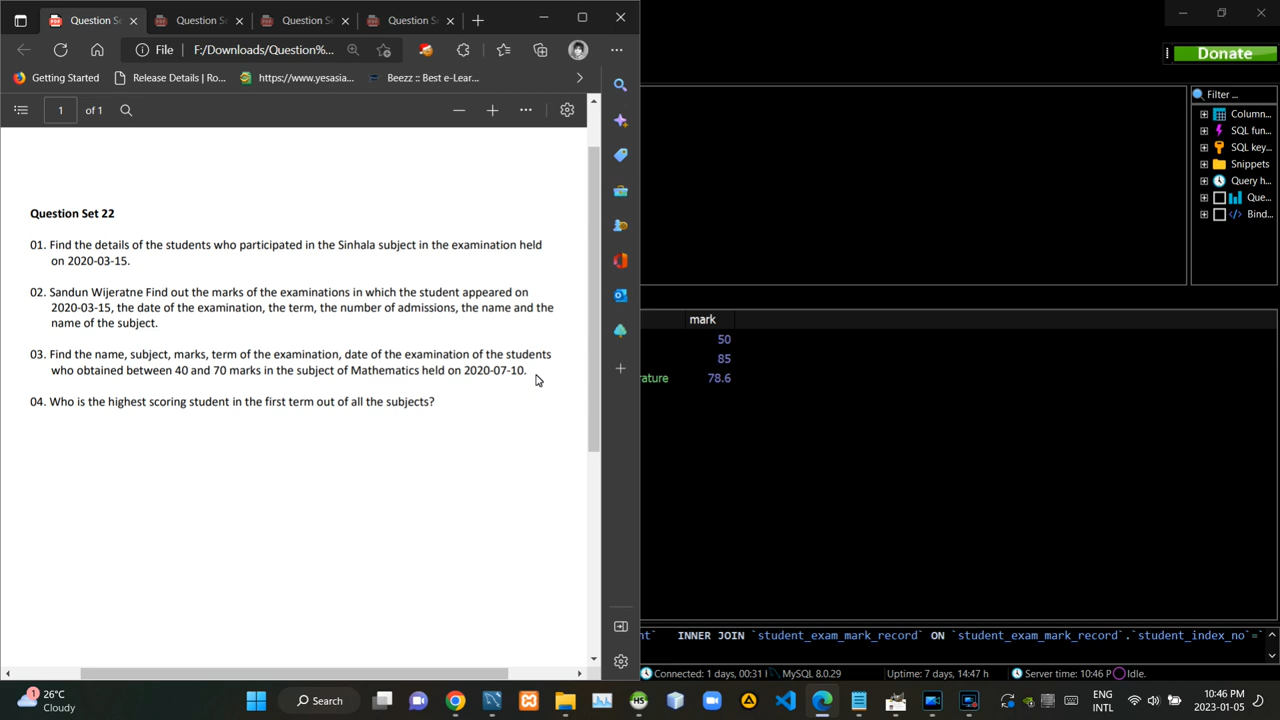 Question Se
Question S
Question S
Question S
File
F:/Downloads/Question%...
Getting Started
Release Details | Ro...
https://www.yesasia...
Beezz :: Best e-Lear...
1
of 1
Question Set 22
01. Find the details of the students who participated in the Sinhala subject in the examination held
on 2020-03-15.
02. Sandun Wijeratne Find out the marks of the examinations in which the student appeared on
2020-03-15, the date of the examination, the term, the number of admissions, the name and the
name of the subject.
03. Find the name, subject, marks, term of the examination, date of the examination of the students
who obtained between 40 and 70 marks in the subject of Mathematics held on 2020-07-10.
04. Who is the highest scoring student in the first term out of all the subjects?
Donate
Filter ...
Column...
SQL fun...
SQL key...
Snippets
Query h...
Que...
Bind...
mark
50
85
rature 78.6
nt` INNER JOIN `student_exam_mark_record` ON `student_exam_mark_record`.`student_index_no`=`
Connected: 1 days, 00:31 l
MySQL 8.0.29
Uptime: 7 days, 14:47 h
Server time: 10:46 P
Idle.
1
26°C
Cloudy
Search
ENG
INTL
10:46 PM
2023-01-05